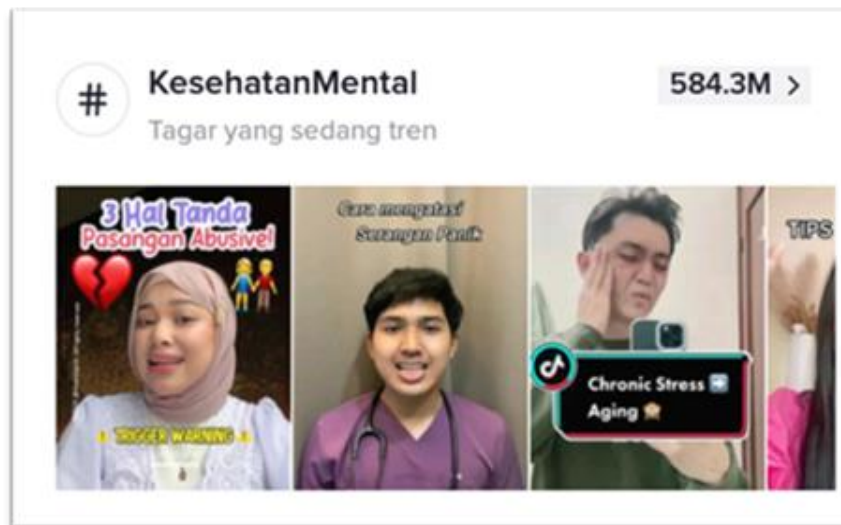 #
KesehatanMental
584.3M >
Tagar yang sedang tren
3 Hal Tanda
Pasangan Abusive!
TRIGGER WARNING
Cara mengatasi
Serangan Panik
Chronic Stress ➡️
Aging 🙊
TIPS